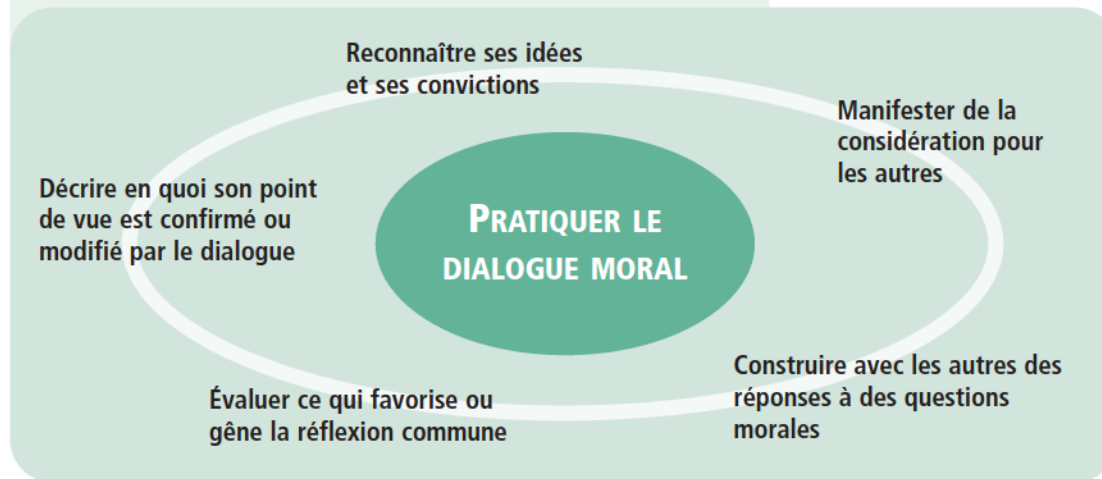 Reconnaître ses idées
et ses convictions
Manifester de la
considération pour
les autres
Décrire en quoi son point
de vue est confirmé ou
modifié par le dialogue
PRATIQUER LE
DIALOGUE MORAL
Construire avec les autres des
réponses à des questions
morales
Évaluer ce qui favorise ou
gêne la réflexion commune